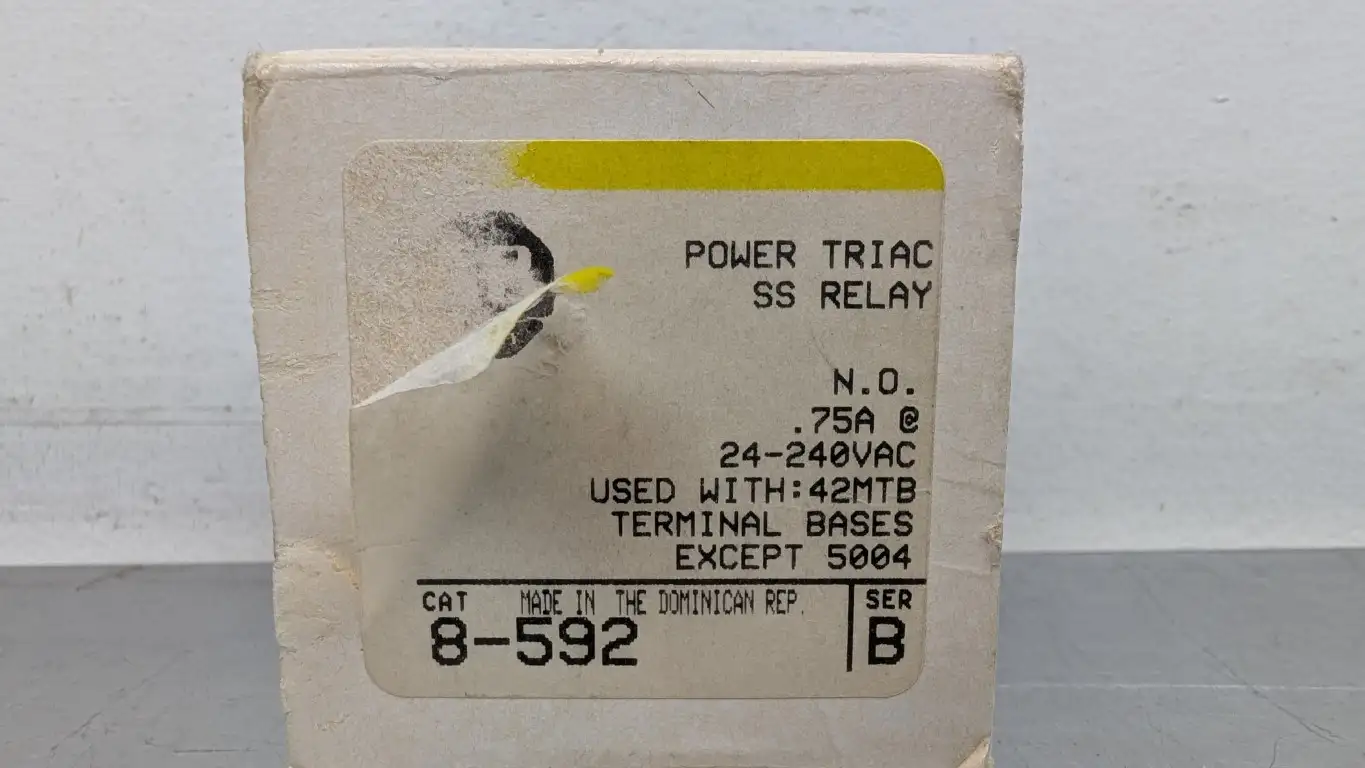 POWER TRIAC
SS RELAY
N.O.
.75A @
24-240VAC
USED WITH:42MTB
TERMINAL BASES
EXCEPT 5004
CAT MADE IN THE DOMINICAN REP. SER
8-592 B